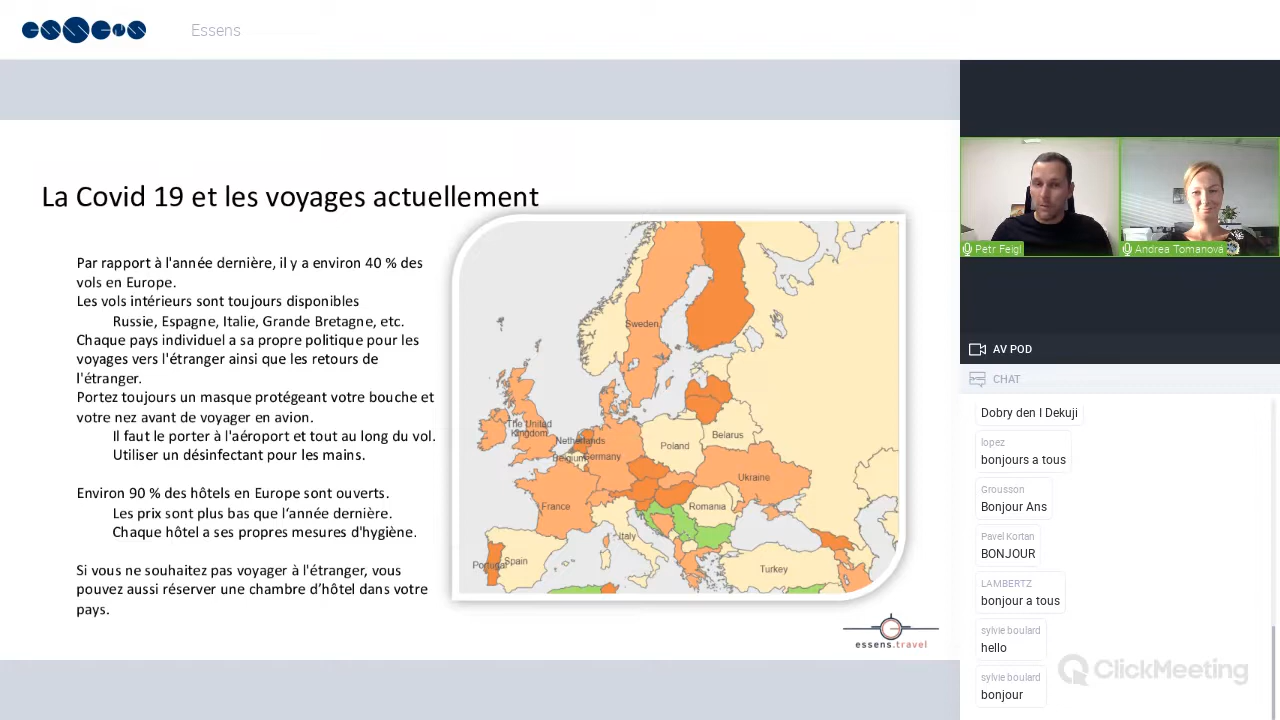 essens
Essens
La Covid 19 et les voyages actuellement
Par rapport à l'année dernière, il y a environ 40 % des
vols en Europe.
Les vols intérieurs sont toujours disponibles
Russie, Espagne, Italie, Grande Bretagne, etc.
Chaque pays individuel a sa propre politique pour les
voyages vers l'étranger ainsi que les retours de
l'étranger.
Portez toujours un masque protégeant votre bouche et
votre nez avant de voyager en avion.
Il faut le porter à l'aéroport et tout au long du vol.
Utiliser un désinfectant pour les mains.
Environ 90 % des hôtels en Europe sont ouverts.
Les prix sont plus bas que l‘année dernière.
Chaque hôtel a ses propres mesures d'hygiène.
Si vous ne souhaitez pas voyager à l'étranger, vous
pouvez aussi réserver une chambre d’hôtel dans votre
pays.
Sweden
The United
Kingdom
Netherlands
Belgium
Germany
Poland
Belarus
Ukraine
France
Romania
Italy
Portugal
Spain
Turkey
essens.travel
Petr Feigl
Andrea Tomanová
AV POD
CHAT
Dobry den I Dekuji
lopez
bonjours a tous
Grousson
Bonjour Ans
Pavel Kortan
BONJOUR
LAMBERTZ
bonjour a tous
sylvie boulard
hello
sylvie boulard
bonjour
ClickMeeting